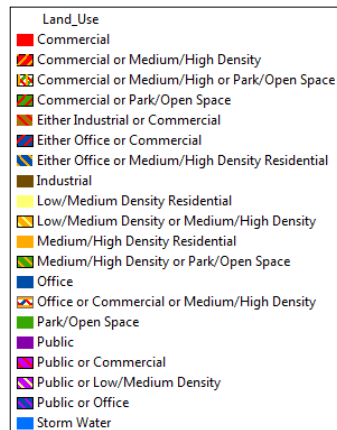 Land_Use
Commercial
Commercial or Medium/High Density
Commercial or Medium/High or Park/Open Space
Commercial or Park/Open Space
Either Industrial or Commercial
Either Office or Commercial
Either Office or Medium/High Density Residential
Industrial
Low/Medium Density Residential
Low/Medium Density or Medium/High Density
Medium/High Density Residential
Medium/High Density or Park/Open Space
Office
Office or Commercial or Medium/High Density
Park/Open Space
Public
Public or Commercial
Public or Low/Medium Density
Public or Office
Storm Water